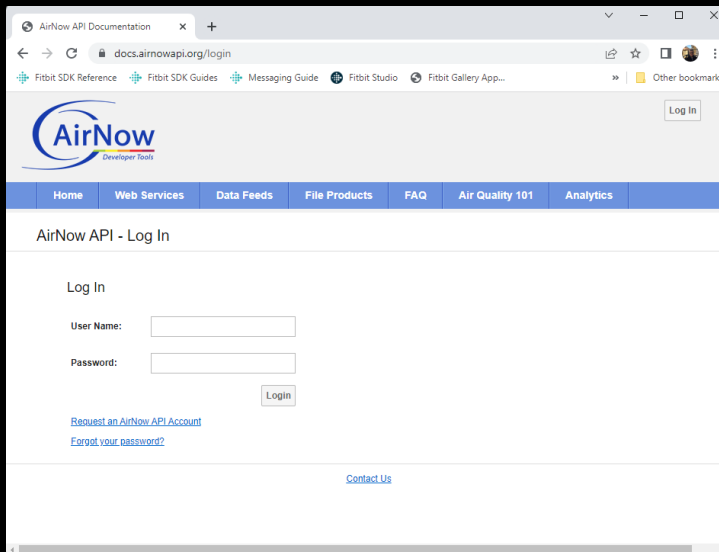 AirNow API Documentation
docs.airnowapi.org/login
Fitbit SDK Reference Fitbit SDK Guides Messaging Guide Fitbit Studio Fitbit Gallery App... » Other bookmark
AirNow
Developer Tools
Log In
Home Web Services Data Feeds File Products FAQ Air Quality 101 Analytics
AirNow API - Log In
Log In
User Name:
Password:
Login
Request an AirNow API Account
Forgot your password?
Contact Us